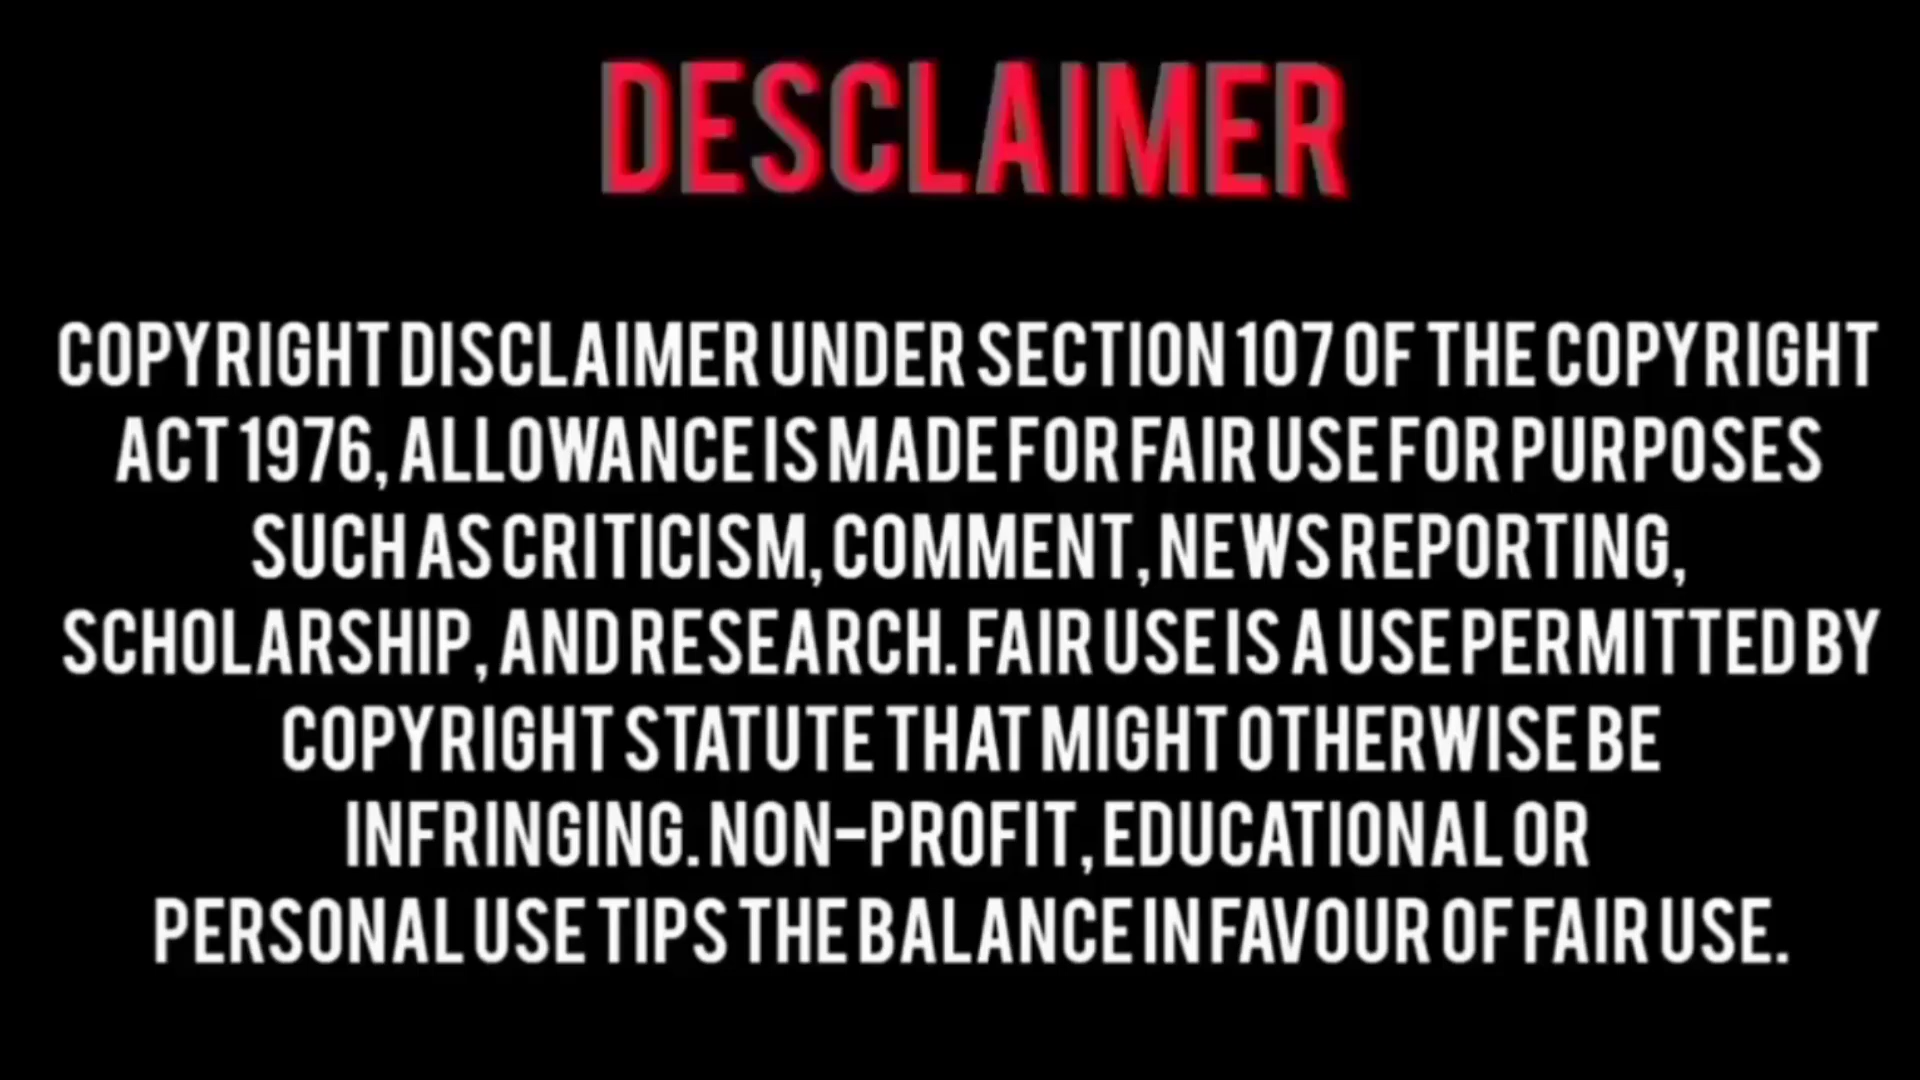 DESCLAIMER
COPYRIGHT DISCLAIMER UNDER SECTION 107 OF THE COPYRIGHT
ACT 1976, ALLOWANCE IS MADE FOR FAIR USE FOR PURPOSES
SUCH AS CRITICISM, COMMENT, NEWS REPORTING,
SCHOLARSHIP, AND RESEARCH. FAIR USE IS A USE PERMITTED BY
COPYRIGHT STATUTE THAT MIGHT OTHERWISE BE
INFRINGING. NON-PROFIT, EDUCATIONAL OR
PERSONAL USE TIPS THE BALANCE IN FAVOUR OF FAIR USE.